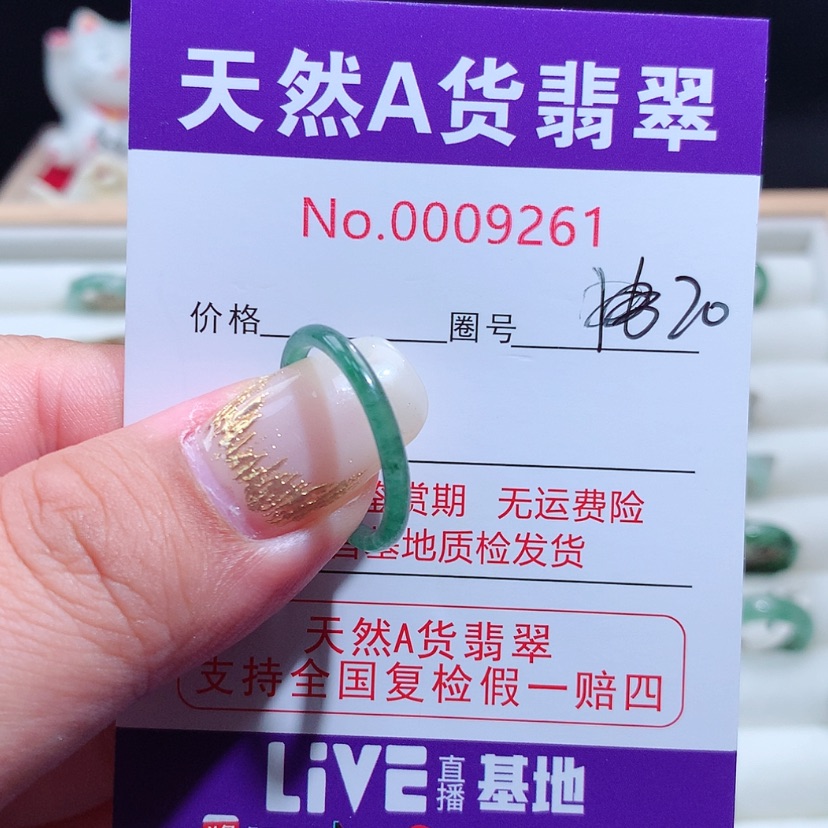 天然A货翡翠
No.0009261
价格 圈号 20
鉴赏期 无运费险
基地质检发货
天然A货翡翠
支持全国复检假一赔四
LiVE 直播 基地